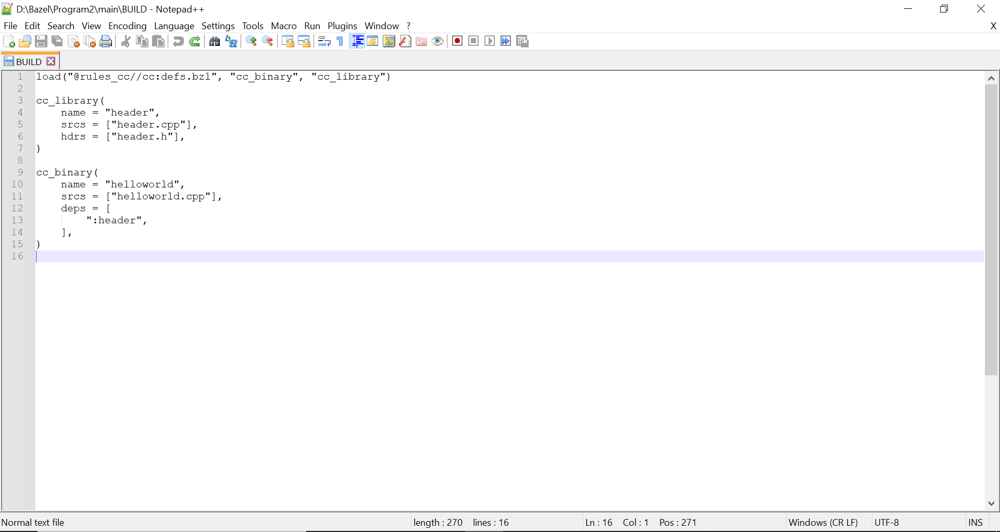 D:\Bazel\Program2\main\BUILD - Notepad++
File Edit Search View Encoding Language Settings Tools Macro Run Plugins Window ? X
BUILD
1 load("@rules_cc//cc:defs.bzl", "cc_binary", "cc_library")
2
3 cc_library(
4     name = "header",
5     srcs = ["header.cpp"],
6     hdrs = ["header.h"],
7 )
8
9 cc_binary(
10     name = "helloworld",
11     srcs = ["helloworld.cpp"],
12     deps = [
13         ":header",
14     ],
15 )
16
Normal text file length : 270 lines : 16 Ln : 16 Col : 1 Pos : 271 Windows (CR LF) UTF-8 INS